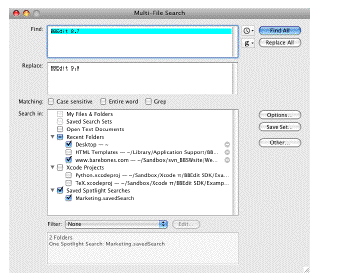 Multi-File Search
Find:
BBEdit 8.7
Find All
Replace All
Replace:
BBEdit 9.0
Matching: Case sensitive Entire word Grep
Search in:
My Files & Folders
Saved Search Sets
Open Text Documents
Recent Folders
Desktop — ~
HTML Templates — ~/Library/Application Support/BB...
www.barebones.com — ~/Sandbox/svn_BBSWsite/We...
Xcode Projects
Python.xcodeproj — ~/Sandbox/Xcode π/BBEdit SDK/Exam...
TeX.xcodeproj — ~/Sandbox/Xcode π/BBEdit SDK/Examp...
Saved Spotlight Searches
Marketing.savedSearch
Options...
Save Set...
Other...
Filter: None
Edit...
2 Folders
One Spotlight Search: Marketing.savedSearch